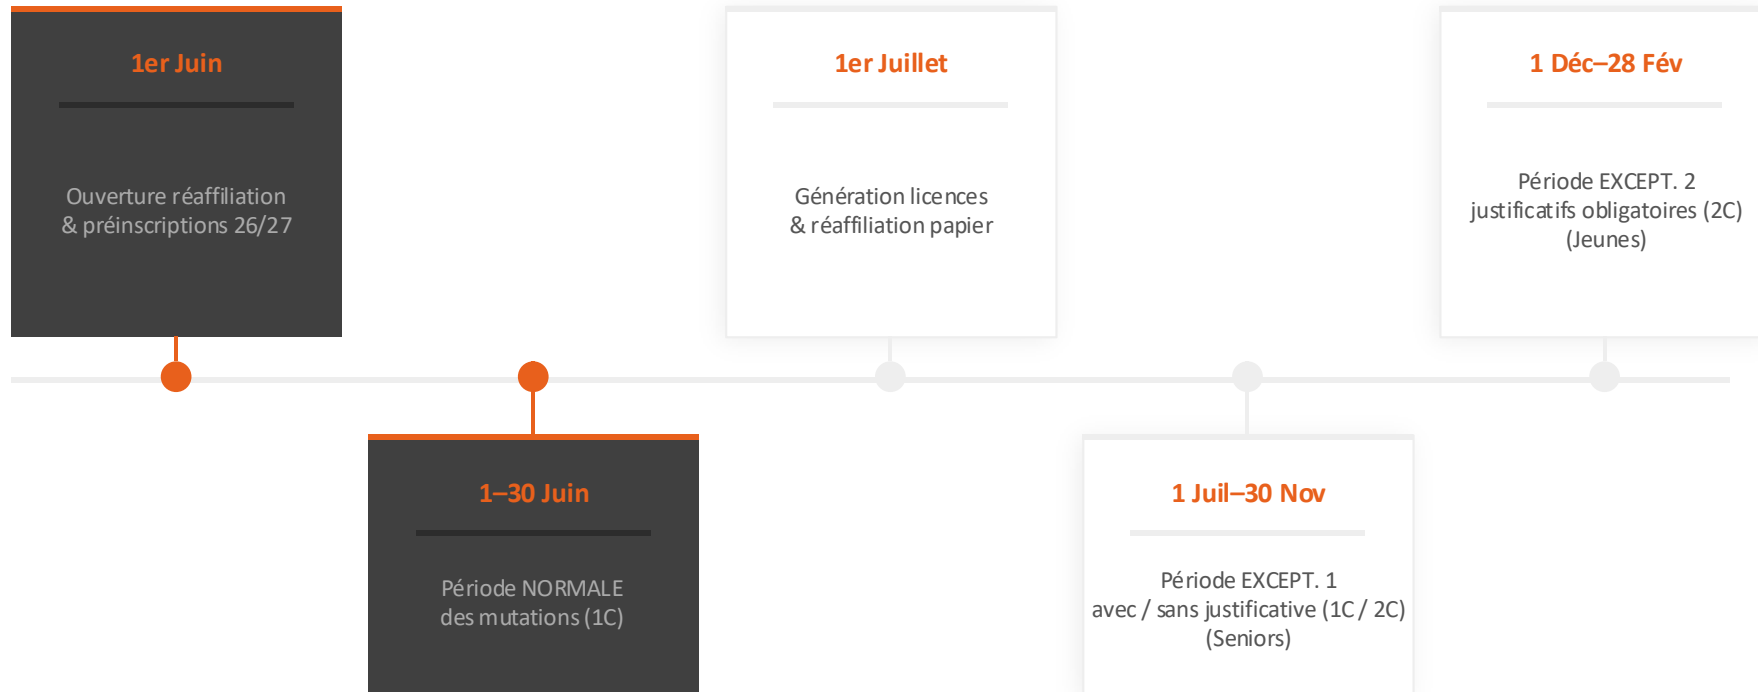 1er Juin
Ouverture réaffiliation
& préinscriptions 26/27
1–30 Juin
Période NORMALE
des mutations (1C)
1er Juillet
Génération licences
& réaffiliation papier
1 Juil–30 Nov
Période EXCEPT. 1
avec / sans justificative (1C / 2C)
(Seniors)
1 Déc–28 Fév
Période EXCEPT. 2
justificatifs obligatoires (2C)
(Jeunes)